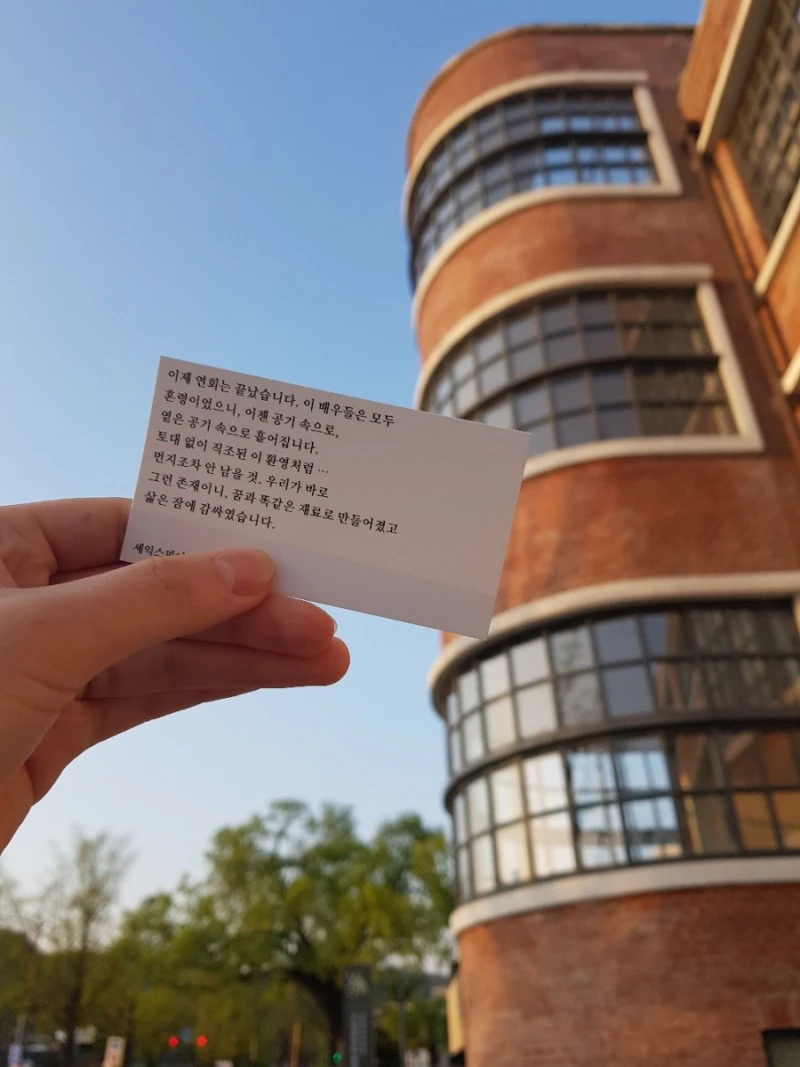 이제 연회는 끝났습니다. 이 배우들은 모두
혼령이었으니, 이젠 공기 속으로,
옅은 공기 속으로 흩어집니다.
토대 없이 직조된 이 환영처럼 …
먼지조차 안 남을 것. 우리가 바로
그런 존재이니, 꿈과 똑같은 재료로 만들어졌고
삶은 잠에 감싸였습니다.